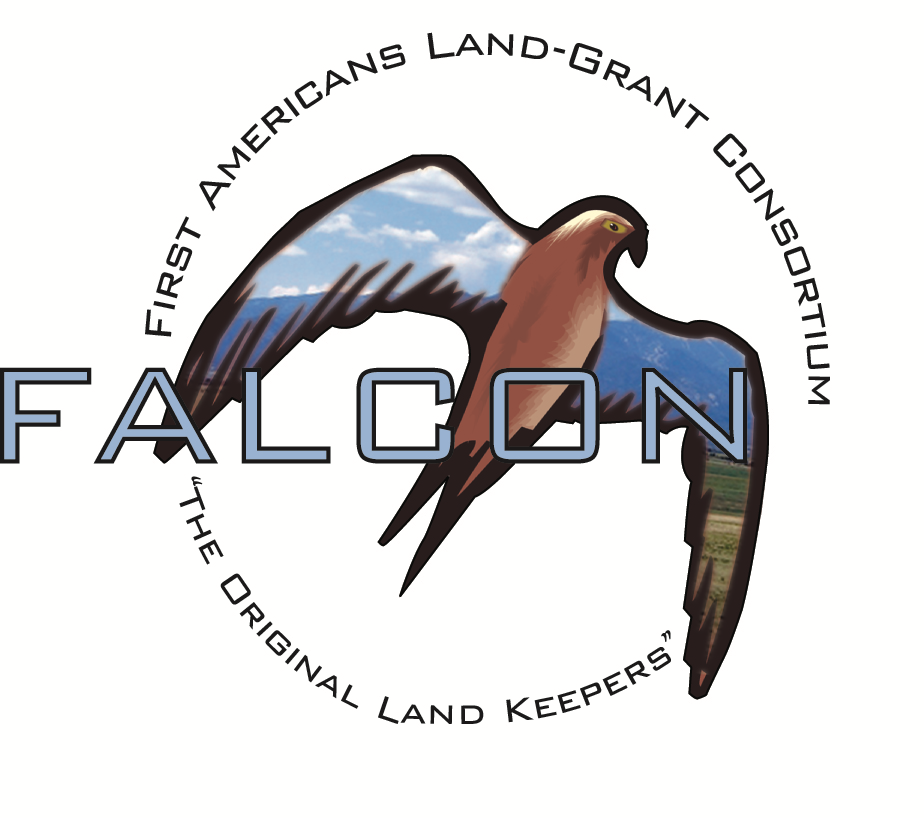 First Americans Land-Grant Consortium
FALCON
“The Original Land Keepers”